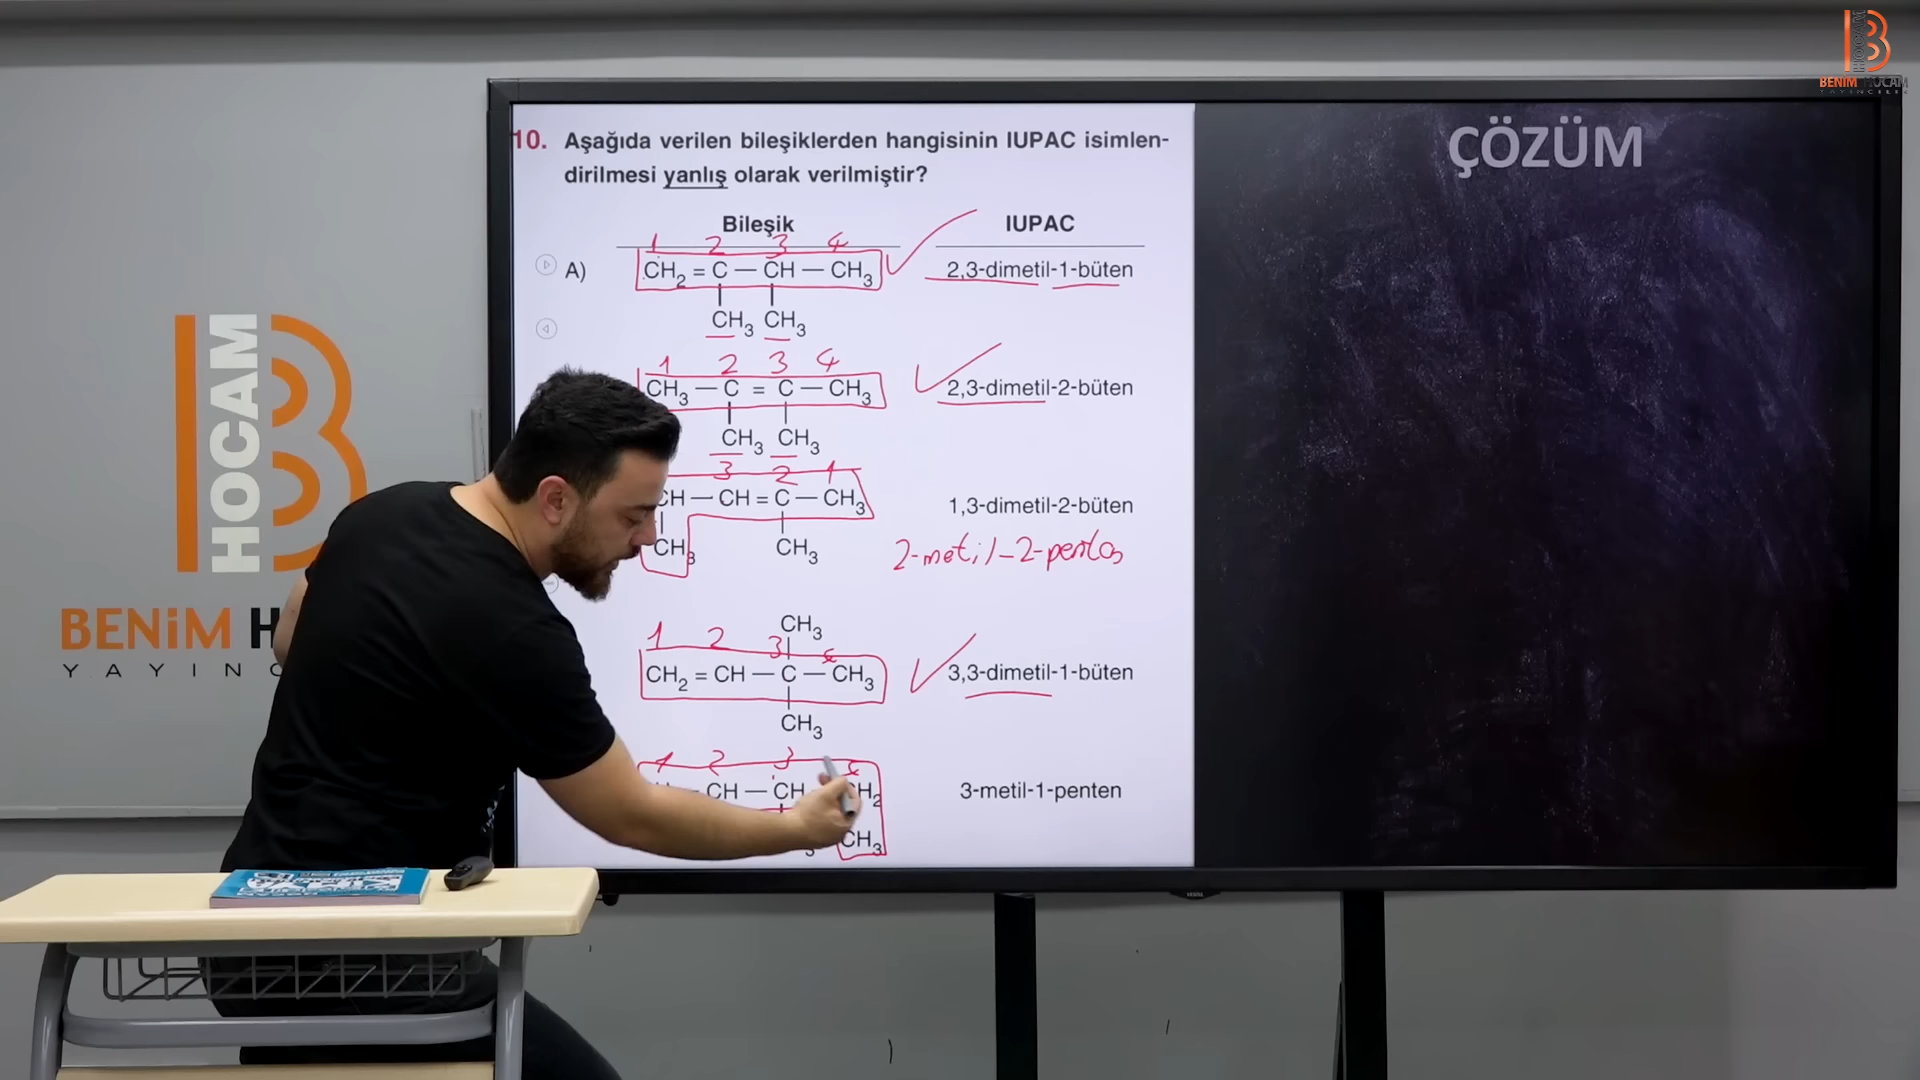 BENİM HOCAM
YAYINCILIK
ÇÖZÜM
10. Aşağıda verilen bileşiklerden hangisinin IUPAC isimlen-
dirilmesi yanlış olarak verilmiştir?
Bileşik IUPAC
1 2 3 4
A) CH2 = C — CH — CH3 2,3-dimetil-1-büten
CH3 CH3
1 2 3 4
CH3 — C = C — CH3 2,3-dimetil-2-büten
CH3 CH3
3 2 1
CH — CH = C — CH3 1,3-dimetil-2-büten
CH3 CH3
2-metil-2-penten
CH3
1 2 3
CH2 = CH — C — CH3 3,3-dimetil-1-büten
CH3
1 2 3
CH — CH CH2 3-metil-1-penten
CH3
B HOCAM
BENİM